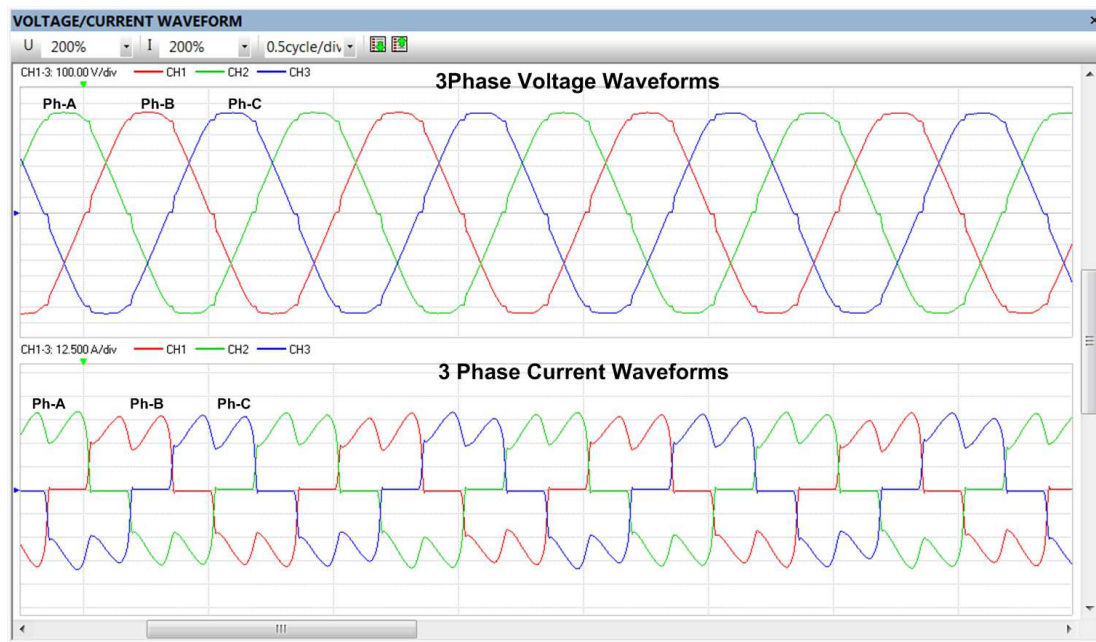 VOLTAGE/CURRENT WAVEFORM
U 200% I 200% 0.5cycle/div
CH1-3: 100.00 V/div CH1 CH2 CH3
3Phase Voltage Waveforms
Ph-A Ph-B Ph-C
CH1-3: 12.500 A/div CH1 CH2 CH3
3 Phase Current Waveforms
Ph-A Ph-B Ph-C